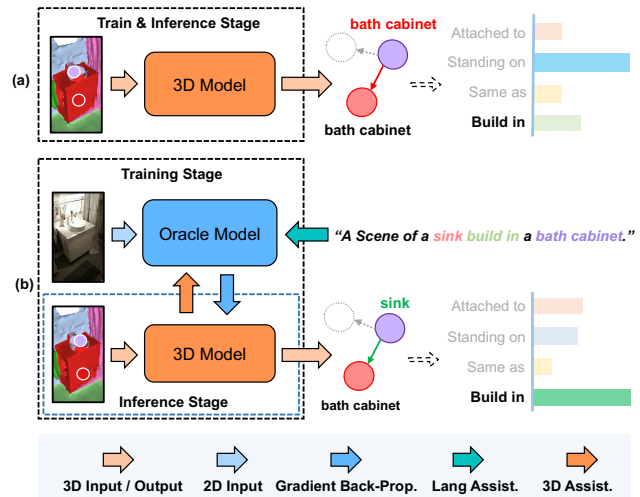 Train & Inference Stage
(a)
3D Model
bath cabinet
bath cabinet
Attached to
Standing on
Same as
Build in
Training Stage
Oracle Model
"A Scene of a sink build in a bath cabinet."
(b)
3D Model
Inference Stage
sink
bath cabinet
Attached to
Standing on
Same as
Build in
3D Input / Output
2D Input
Gradient Back-Prop.
Lang Assist.
3D Assist.